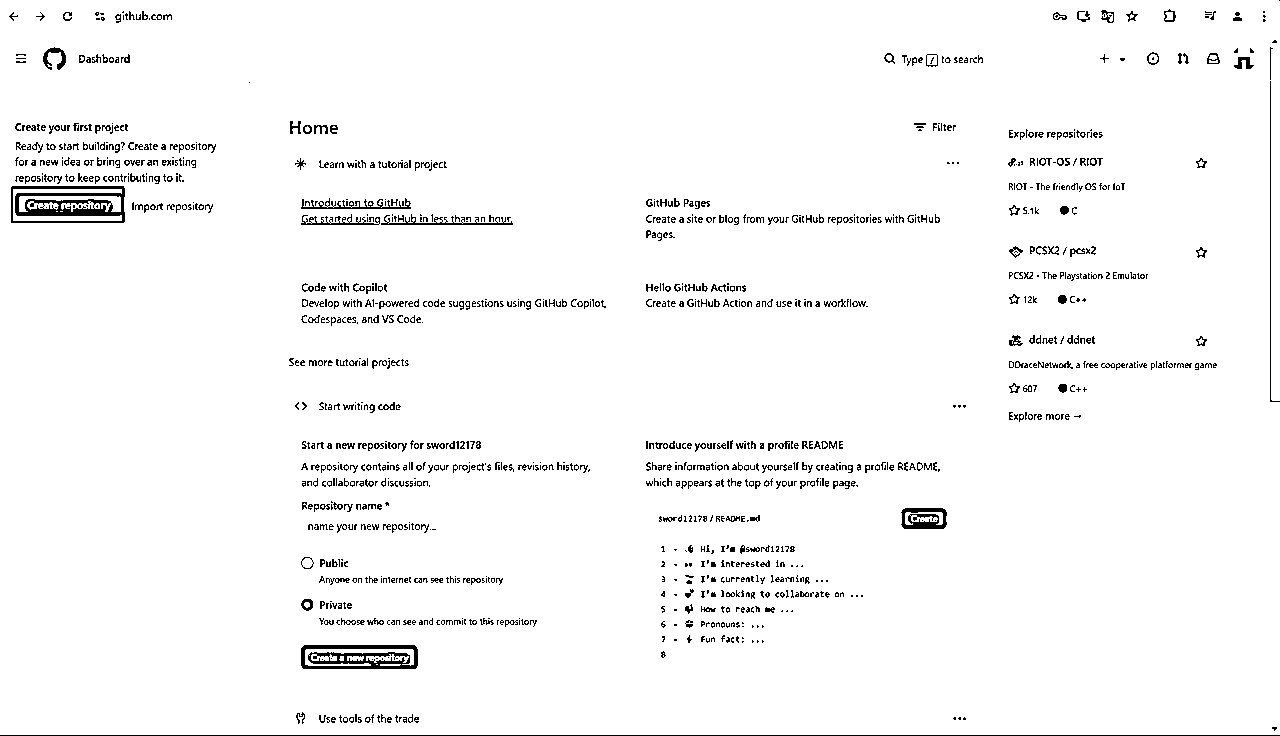 github.com
Dashboard
Type / to search
Create your first project
Ready to start building? Create a repository
for a new idea or bring over an existing
repository to keep contributing to it.
Create repository
Import repository
Home
Filter
Learn with a tutorial project
Introduction to GitHub
Get started using GitHub in less than an hour.
GitHub Pages
Create a site or blog from your GitHub repositories with GitHub
Pages.
Code with Copilot
Develop with AI-powered code suggestions using GitHub Copilot,
Codespaces, and VS Code.
Hello GitHub Actions
Create a GitHub Action and use it in a workflow.
See more tutorial projects
Start writing code
Start a new repository for sword12178
A repository contains all of your project's files, revision history,
and collaborator discussion.
Repository name *
name your new repository...
Public
Anyone on the internet can see this repository
Private
You choose who can see and commit to this repository
Create a new repository
Introduce yourself with a profile README
Share information about yourself by creating a profile README,
which appears at the top of your profile page.
sword12178 / README.md
Create
1 - Hi, I'm @sword12178
2 - I'm interested in ...
3 - I'm currently learning ...
4 - I'm looking to collaborate on ...
5 - How to reach me ...
6 - Pronouns: ...
7 - Fun fact: ...
8
Use tools of the trade
Explore repositories
RIOT-OS / RIOT
RIOT - The friendly OS for IoT
5.1k C
PCSX2 / pcsx2
PCSX2 - The Playstation 2 Emulator
12k C++
ddnet / ddnet
DDraceNetwork, a free cooperative platformer game
607 C++
Explore more →